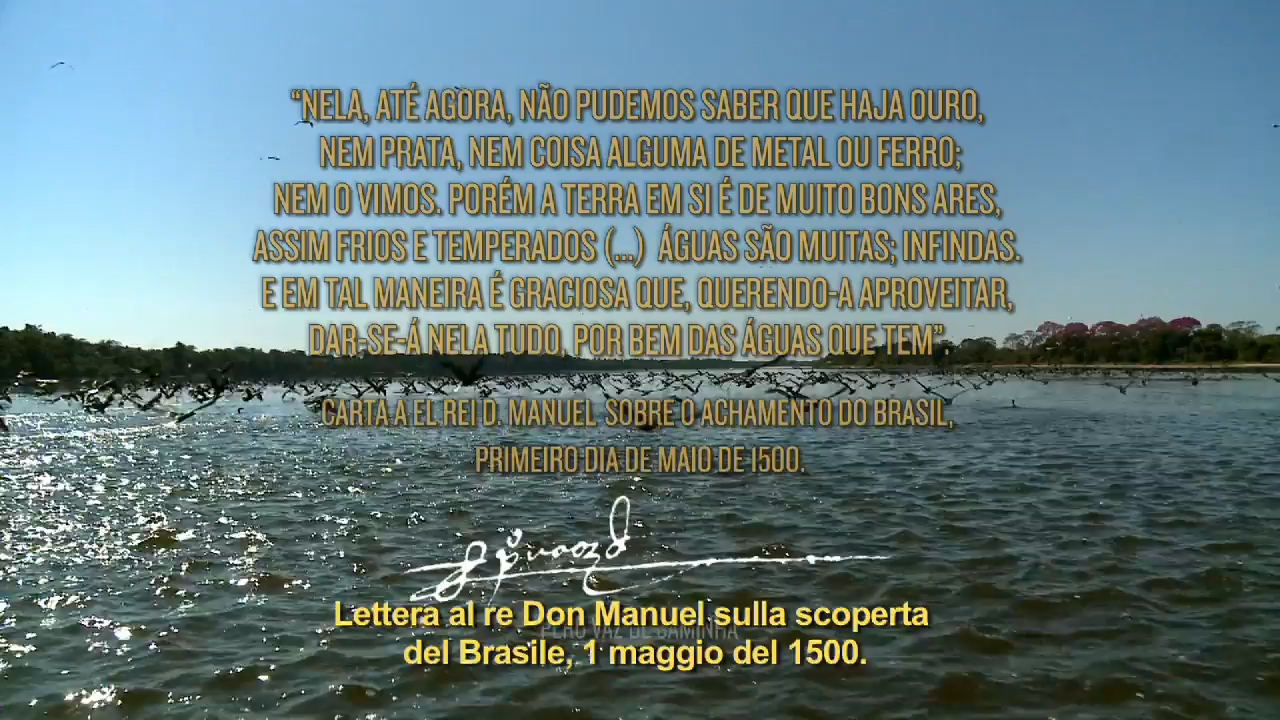 “NELA, ATÉ AGORA, NÃO PUDEMOS SABER QUE HAJA OURO,
NEM PRATA, NEM COISA ALGUMA DE METAL OU FERRO;
NEM O VIMOS. PORÉM A TERRA EM SI É DE MUITO BONS ARES,
ASSIM FRIOS E TEMPERADOS (...) ÁGUAS SÃO MUITAS; INFINDAS.
E EM TAL MANEIRA É GRACIOSA QUE, QUERENDO-A APROVEITAR,
DAR-SE-Á NELA TUDO, POR BEM DAS ÁGUAS QUE TEM”.
CARTA A EL REI D. MANUEL SOBRE O ACHAMENTO DO BRASIL,
PRIMEIRO DIA DE MAIO DE 1500.
Lettera al re Don Manuel sulla scoperta
PERO VAZ DE CAMINHA
del Brasile, 1 maggio del 1500.